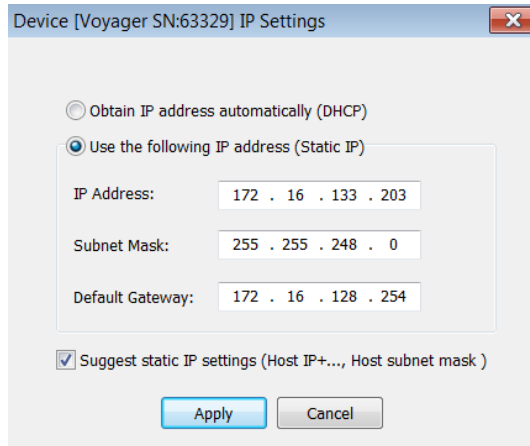 Device [Voyager SN:63329] IP Settings
Obtain IP address automatically (DHCP)
Use the following IP address (Static IP)
IP Address: 172 . 16 . 133 . 203
Subnet Mask: 255 . 255 . 248 . 0
Default Gateway: 172 . 16 . 128 . 254
Suggest static IP settings (Host IP+..., Host subnet mask )
Apply Cancel